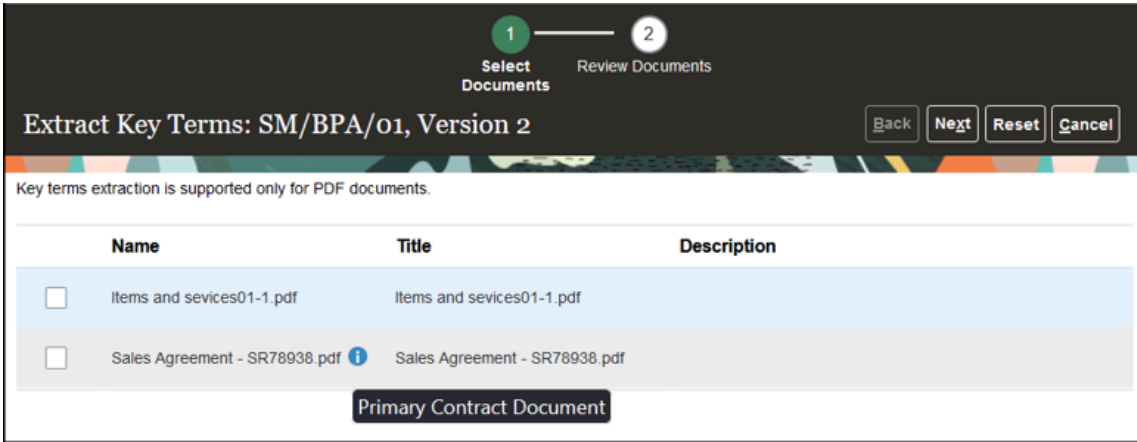 1
2
Select
Documents
Review Documents
Extract Key Terms: SM/BPA/01, Version 2
Back Next Reset Cancel
Key terms extraction is supported only for PDF documents.
Name Title Description
Items and sevices01-1.pdf Items and sevices01-1.pdf
Sales Agreement - SR78938.pdf i Sales Agreement - SR78938.pdf
Primary Contract Document